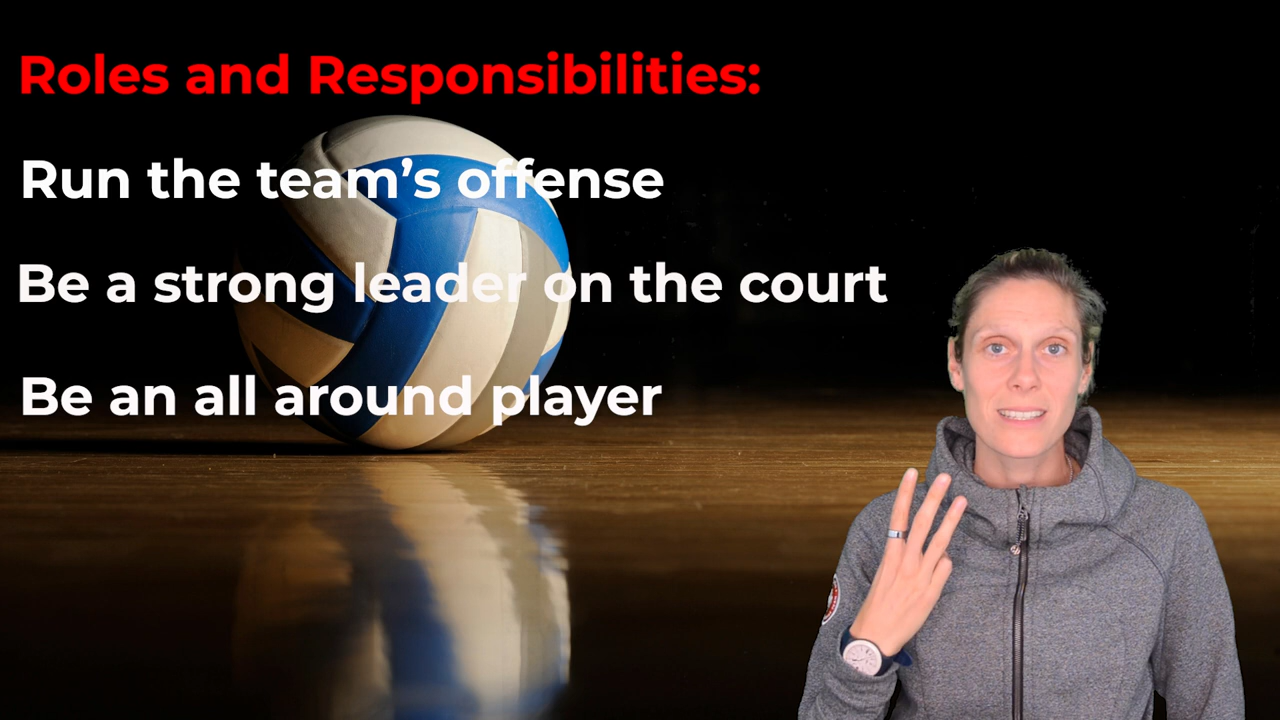 Roles and Responsibilities:
Run the team’s offense
Be a strong leader on the court
Be an all around player